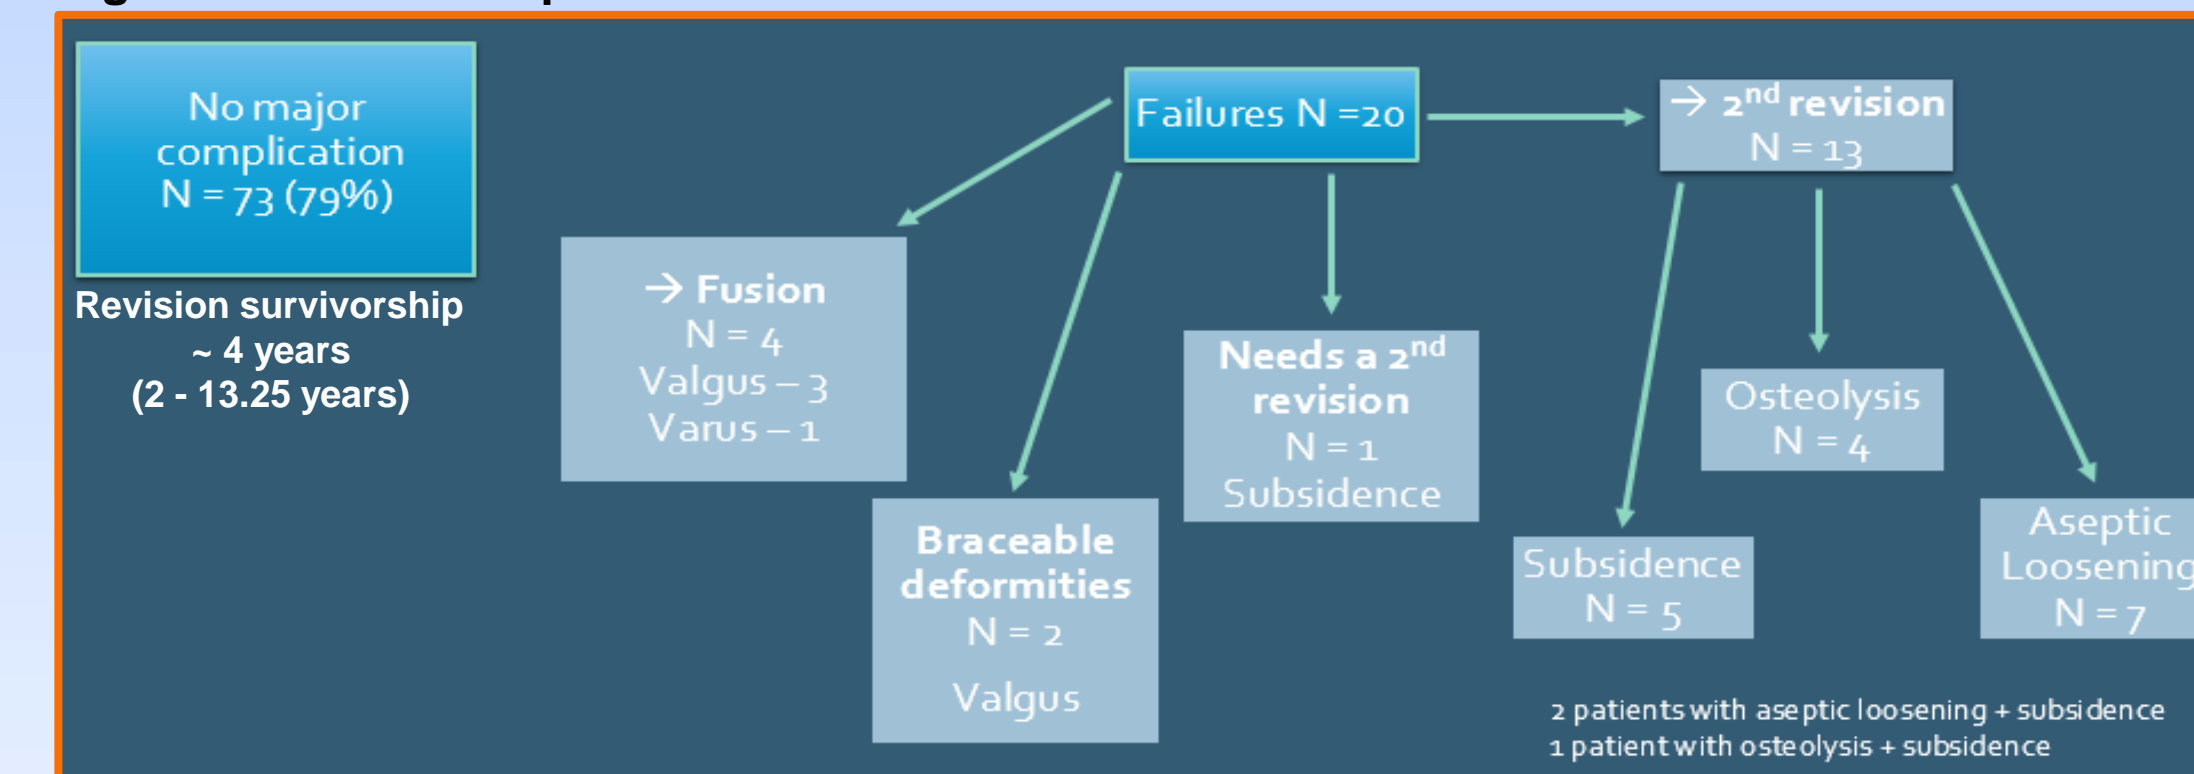 No major
complication
N = 73 (79%)
Revision survivorship
~ 4 years
(2 - 13.25 years)
Failures N =20
→ 2nd revision
N = 13
→ Fusion
N = 4
Valgus – 3
Varus – 1
Braceable
deformities
N = 2
Valgus
Needs a 2nd
revision
N = 1
Subsidence
Subsidence
N = 5
Osteolysis
N = 4
Aseptic
Loosening
N = 7
2 patients with aseptic loosening + subsidence
1 patient with osteolysis + subsidence